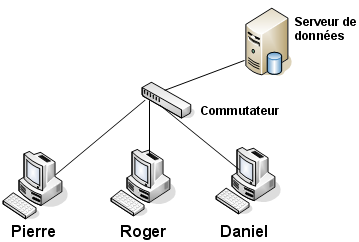 Serveur de
données
Commutateur
Pierre
Roger
Daniel